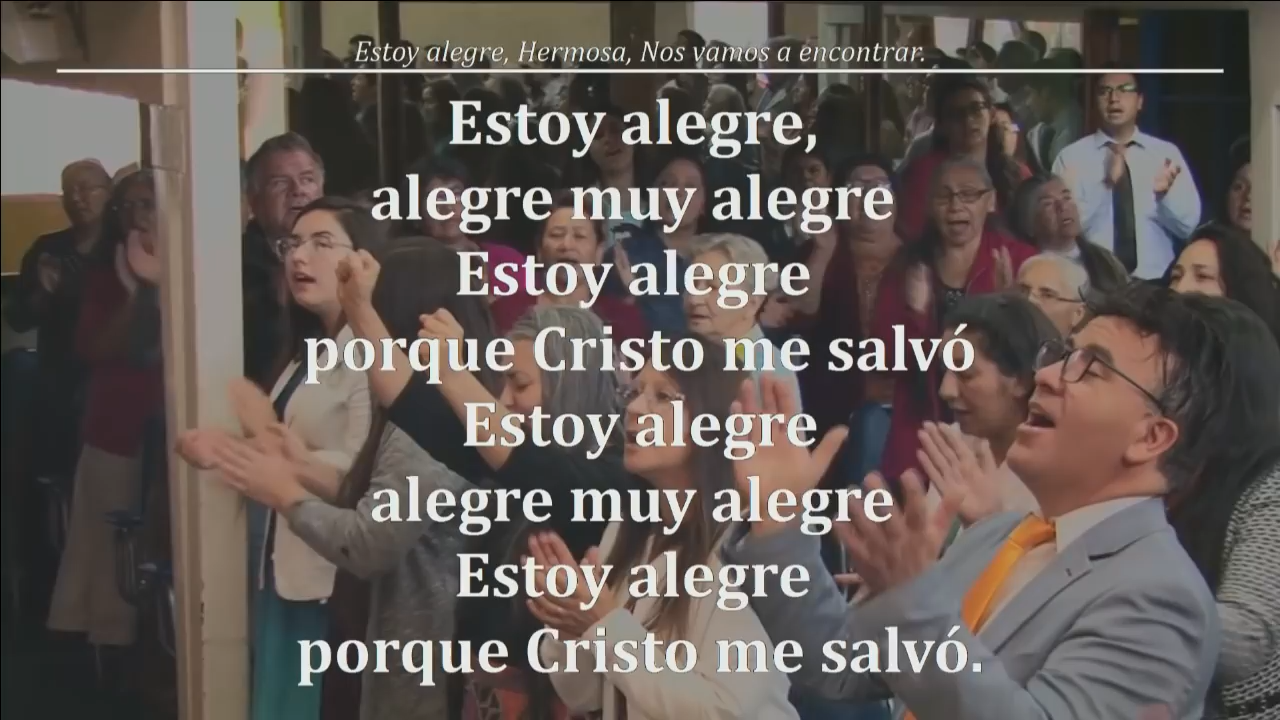 Estoy alegre, Hermosa, Nos vamos a encontrar.
Estoy alegre,
alegre muy alegre
Estoy alegre
porque Cristo me salvó
Estoy alegre
alegre muy alegre
Estoy alegre
porque Cristo me salvó.